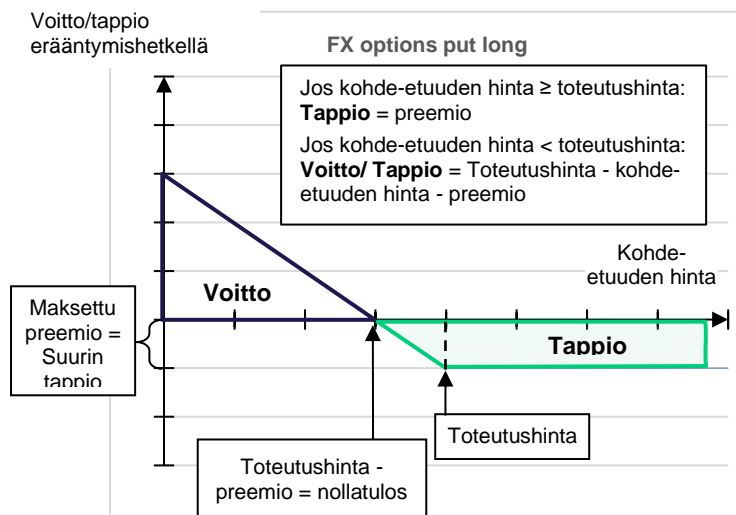 Voitto/tappio
erääntymishetkellä
FX options put long
Jos kohde-etuuden hinta ≥ toteutushinta:
Tappio = preemio
Jos kohde-etuuden hinta < toteutushinta:
Voitto/ Tappio = Toteutushinta - kohde-
etuuden hinta - preemio
Kohde-
etuuden hinta
Voitto
Maksettu
preemio =
Suurin
tappio
Tappio
Toteutushinta
Toteutushinta -
preemio = nollatulos